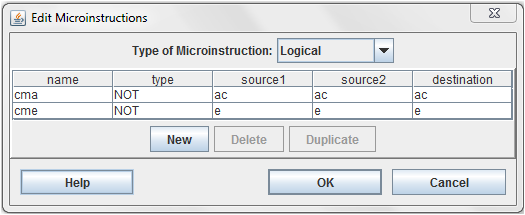 Edit Microinstructions
Type of Microinstruction: Logical
name type source1 source2 destination
cma NOT ac ac ac
cme NOT e e e
New Delete Duplicate
Help OK Cancel